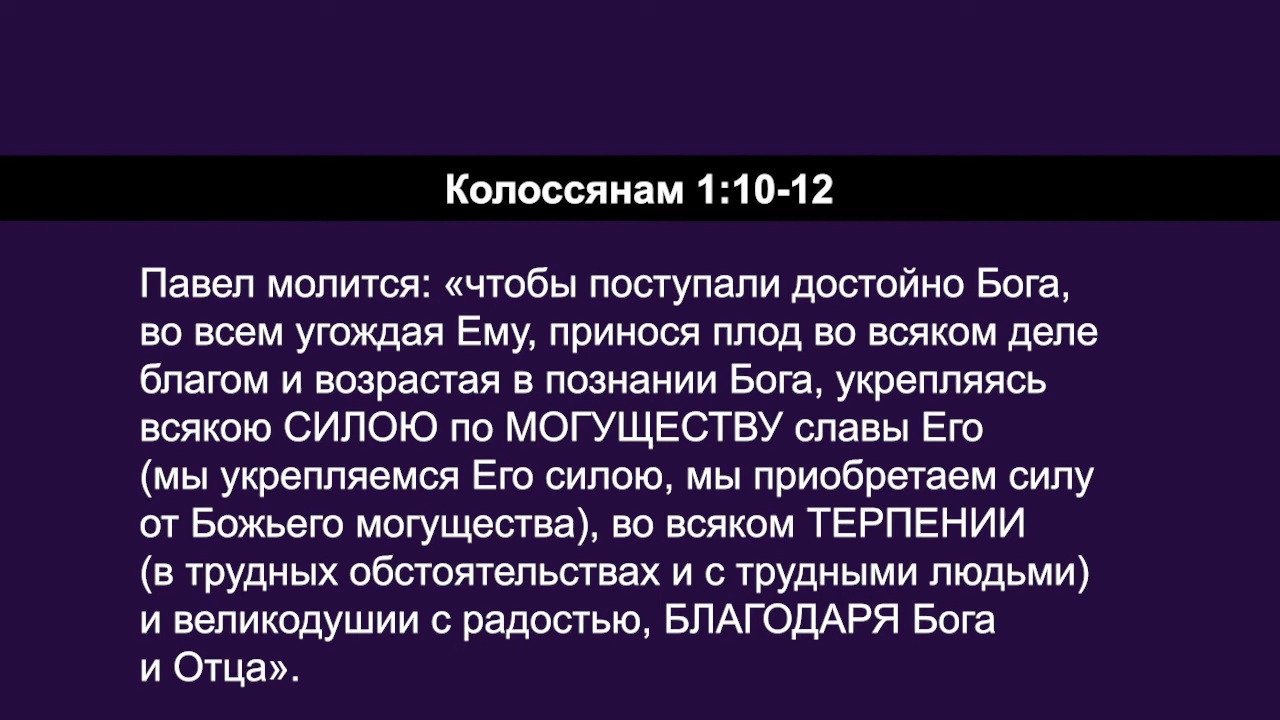 Колоссянам 1:10-12
Павел молится: «чтобы поступали достойно Бога,
во всем угождая Ему, принося плод во всяком деле
благом и возрастая в познании Бога, укрепляясь
всякою СИЛОЮ по МОГУЩЕСТВУ славы Его
(мы укрепляемся Его силою, мы приобретаем силу
от Божьего могущества), во всяком ТЕРПЕНИИ
(в трудных обстоятельствах и с трудными людьми)
и великодушии с радостью, БЛАГОДАРЯ Бога
и Отца».